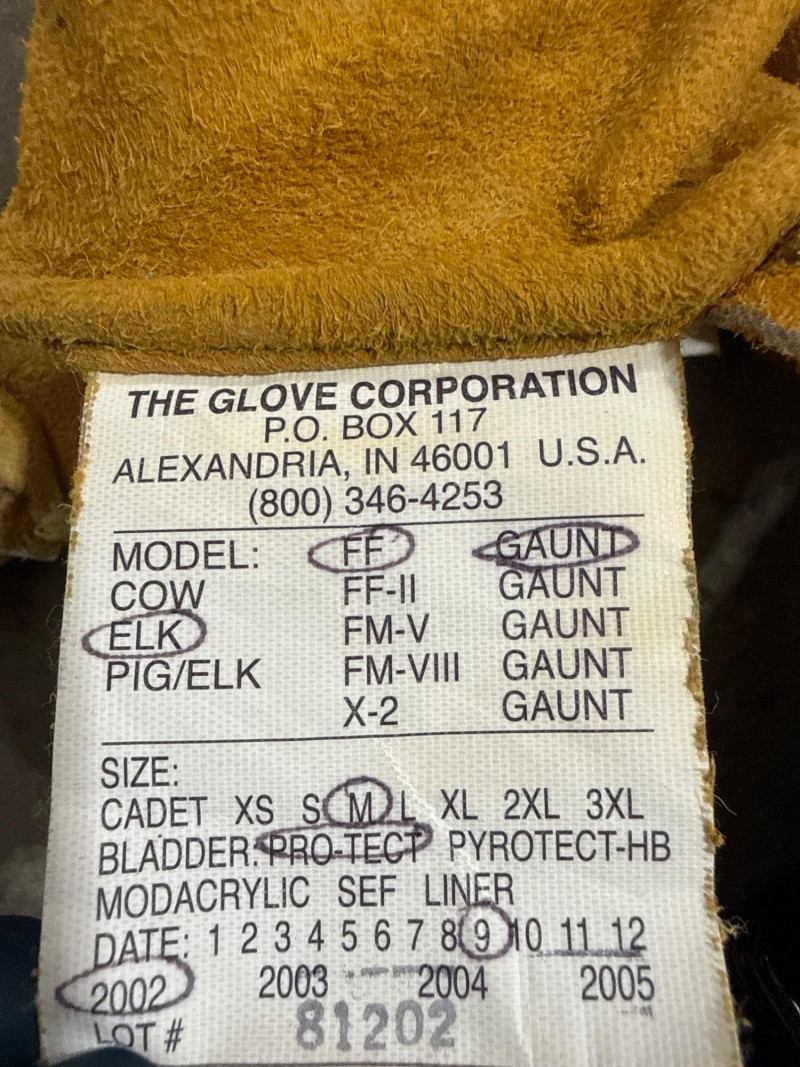 THE GLOVE CORPORATION
P.O. BOX 117
ALEXANDRIA, IN 46001 U.S.A.
(800) 346-4253
MODEL: FF GAUNT
COW FF-II GAUNT
ELK FM-V GAUNT
PIG/ELK FM-VIII GAUNT
X-2 GAUNT
SIZE:
CADET XS S M L XL 2XL 3XL
BLADDER: PRO-TECT PYROTECT-HB
MODACRYLIC SEF LINER
DATE: 1 2 3 4 5 6 7 8 9 10 11 12
2002 2003 2004 2005
LOT # 81202